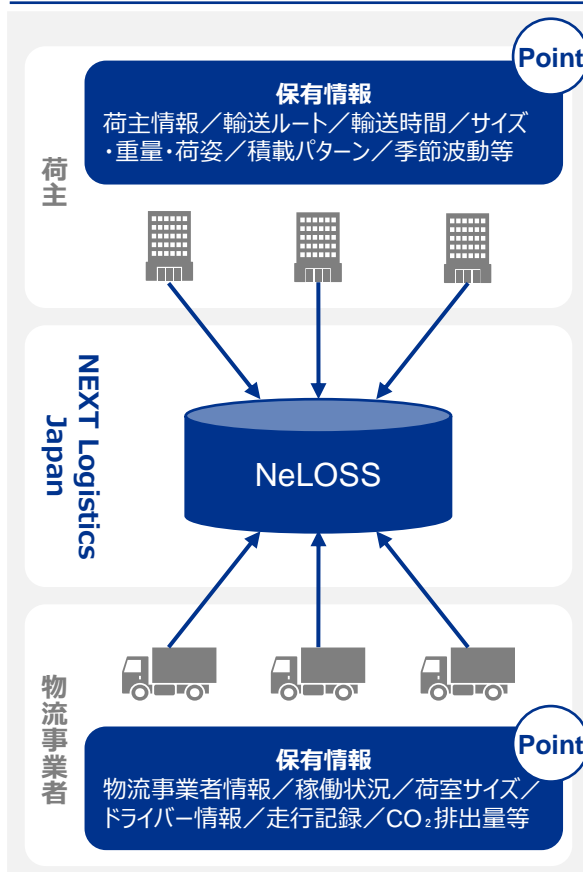 Point
保有情報
荷主情報／輸送ルート／輸送時間／サイズ
・重量・荷姿／積載パターン／季節波動等
荷主
NEXT Logistics
Japan
NeLOSS
物流事業者
Point
保有情報
物流事業者情報／稼働状況／荷室サイズ／
ドライバー情報／走行記録／CO₂排出量等